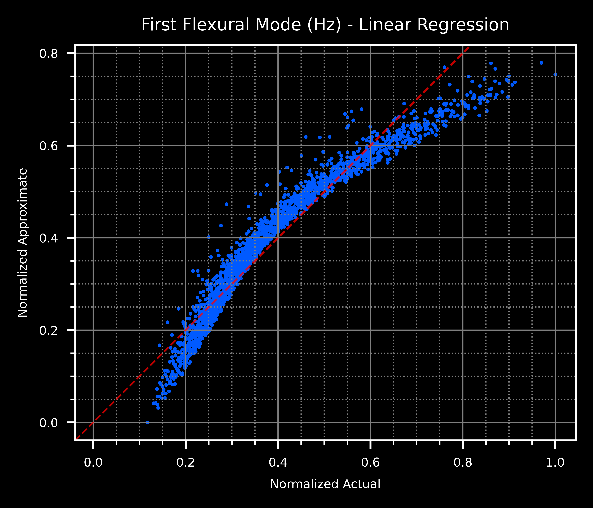 First Flexural Mode (Hz) - Linear Regression
0.8
0.6
0.4
0.2
0.0
Normalized Approximate
0.0 0.2 0.4 0.6 0.8 1.0
Normalized Actual